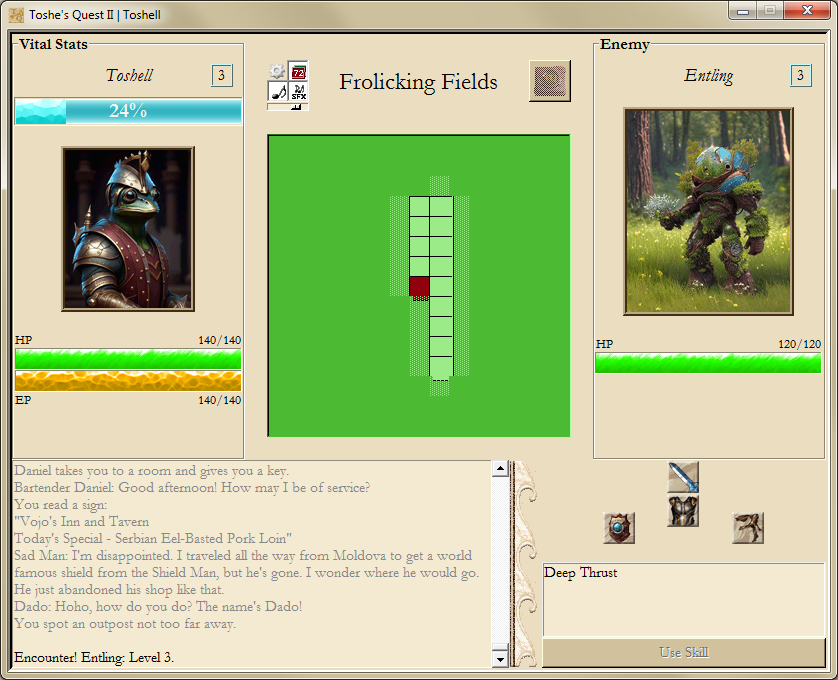 Toshe's Quest II | Toshell
Vital Stats
Toshell
3
24%
HP
140/140
EP
140/140
72
SFX
Frolicking Fields
Enemy
Entling
3
HP
120/120
Daniel takes you to a room and gives you a key.
Bartender Daniel: Good afternoon! How may I be of service?
You read a sign:
"Vojo's Inn and Tavern
Today's Special - Serbian Eel-Basted Pork Loin"
Sad Man: I'm disappointed. I traveled all the way from Moldova to get a world
famous shield from the Shield Man, but he's gone. I wonder where he would go.
He just abandoned his shop like that.
Dado: Hoho, how do you do? The name's Dado!
You spot an outpost not too far away.
Encounter! Entling: Level 3.
Deep Thrust
Use Skill